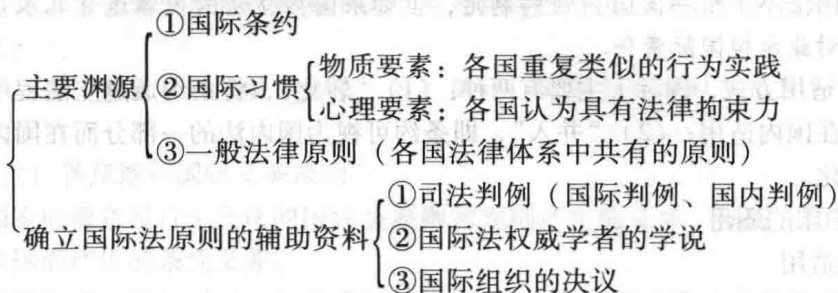 ①国际条约
主要渊源
②国际习惯
物质要素：各国重复类似的行为实践
心理要素：各国认为具有法律拘束力
③一般法律原则（各国法律体系中共有的原则）
确立国际法原则的辅助资料
①司法判例（国际判例、国内判例）
②国际法权威学者的学说
③国际组织的决议